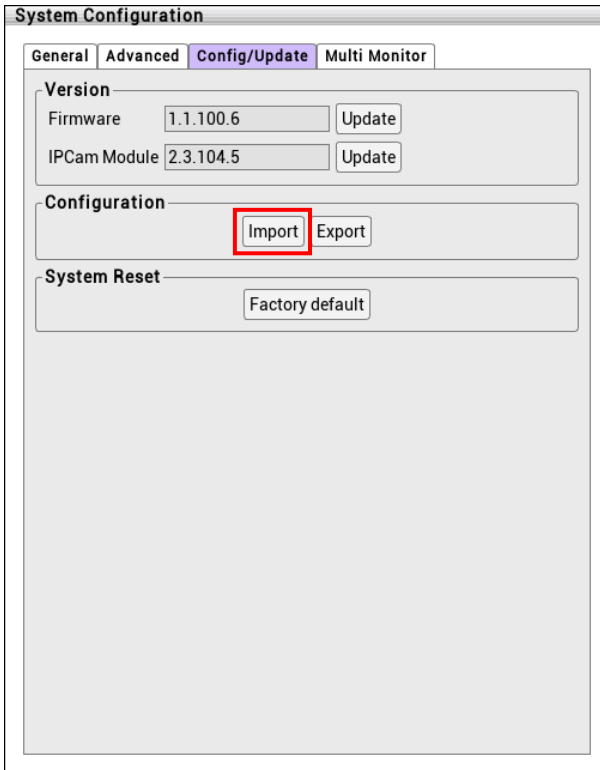 System Configuration
General Advanced Config/Update Multi Monitor
Version
Firmware 1.1.100.6 Update
IPCam Module 2.3.104.5 Update
Configuration
Import Export
System Reset
Factory default